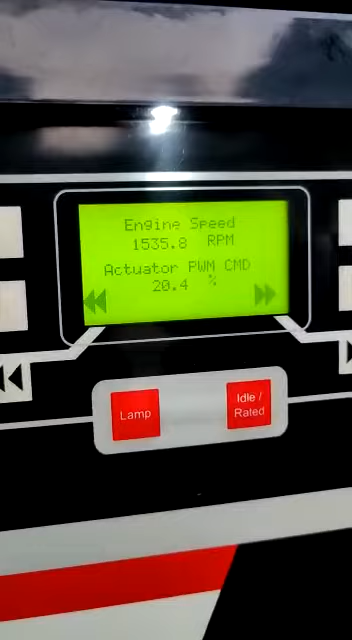 Engine Speed
1535.8 RPM
Actuator PWM CMD
20.4 %
Lamp
Idle /
Rated